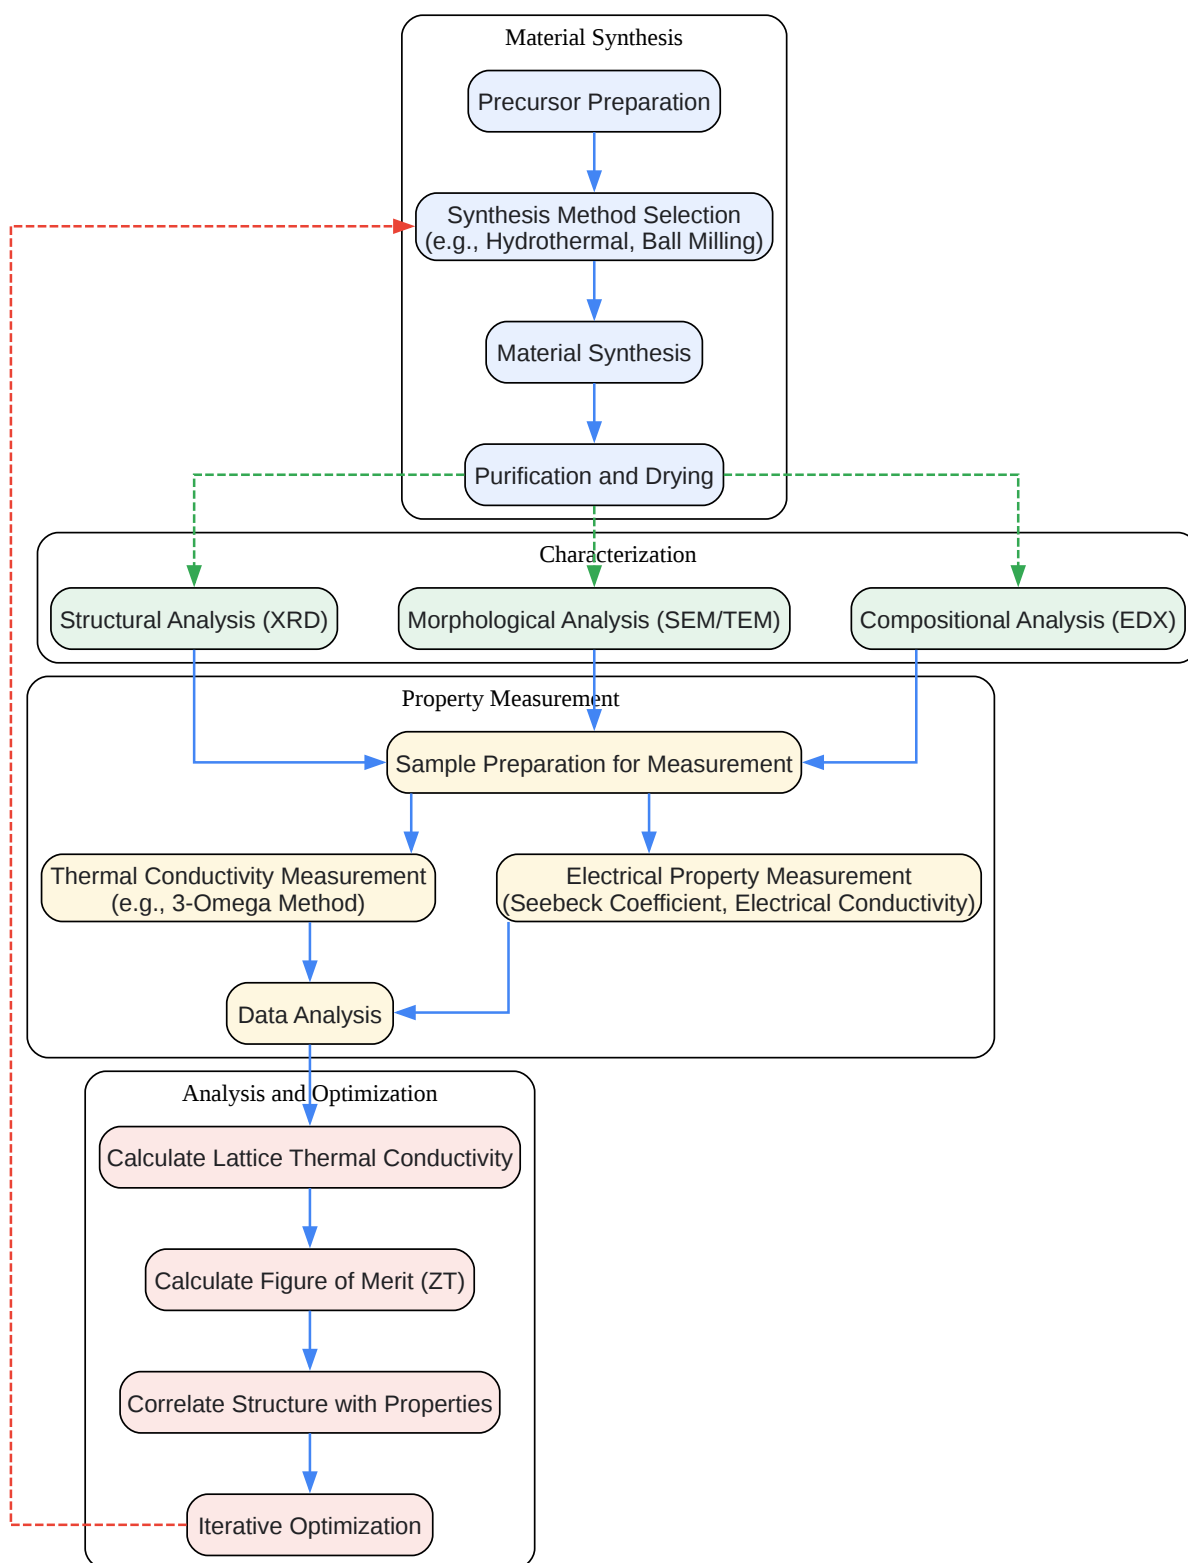 Material Synthesis
Precursor Preparation
Synthesis Method Selection
(e.g., Hydrothermal, Ball Milling)
Material Synthesis
Purification and Drying
Characterization
Structural Analysis (XRD)
Morphological Analysis (SEM/TEM)
Compositional Analysis (EDX)
Property Measurement
Sample Preparation for Measurement
Thermal Conductivity Measurement
(e.g., 3-Omega Method)
Electrical Property Measurement
(Seebeck Coefficient, Electrical Conductivity)
Data Analysis
Analysis and Optimization
Calculate Lattice Thermal Conductivity
Calculate Figure of Merit (ZT)
Correlate Structure with Properties
Iterative Optimization